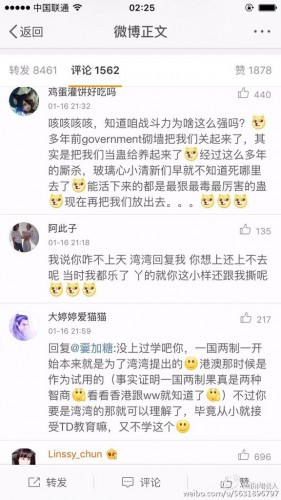 中国联通 02:25
返回 微博正文
转发 8461 评论 1562 赞 1878
鸡蛋灌饼好吃吗 440
01-16 21:32
咳咳咳咳，知道咱战斗力为啥这么强吗？
多年前government砌墙把我们关起来了，其
实是把我们当蛊给养起来了 经过这么多年
的厮杀，玻璃心小清新们早就不知道死哪里
去了 能活下来的都是最狠最毒最厉害的蛊
现在再把我们放出去。。。
阿此子 135
01-16 21:18
我说你咋不上天 湾湾回复我 你想上还上不去
呢 当时我都乐了 丫的就你这小样还跟我撕呢
大婷婷爱猫猫 217
01-16 21:59
回复@ 加糖:没上过学吧你，一国两制一开
始本来就是为了湾湾提出的 港澳那时候是
作为试用的（事实证明一国两制果真是两种
智商 看看香港跟ww就知道了 ）不过你
要是湾湾的那就可以理解了，毕竟从小就接
受TD教育嘛，又不学这个
Linssy_chun 696
转发 评论 赞
weibo.com/u/5631895797